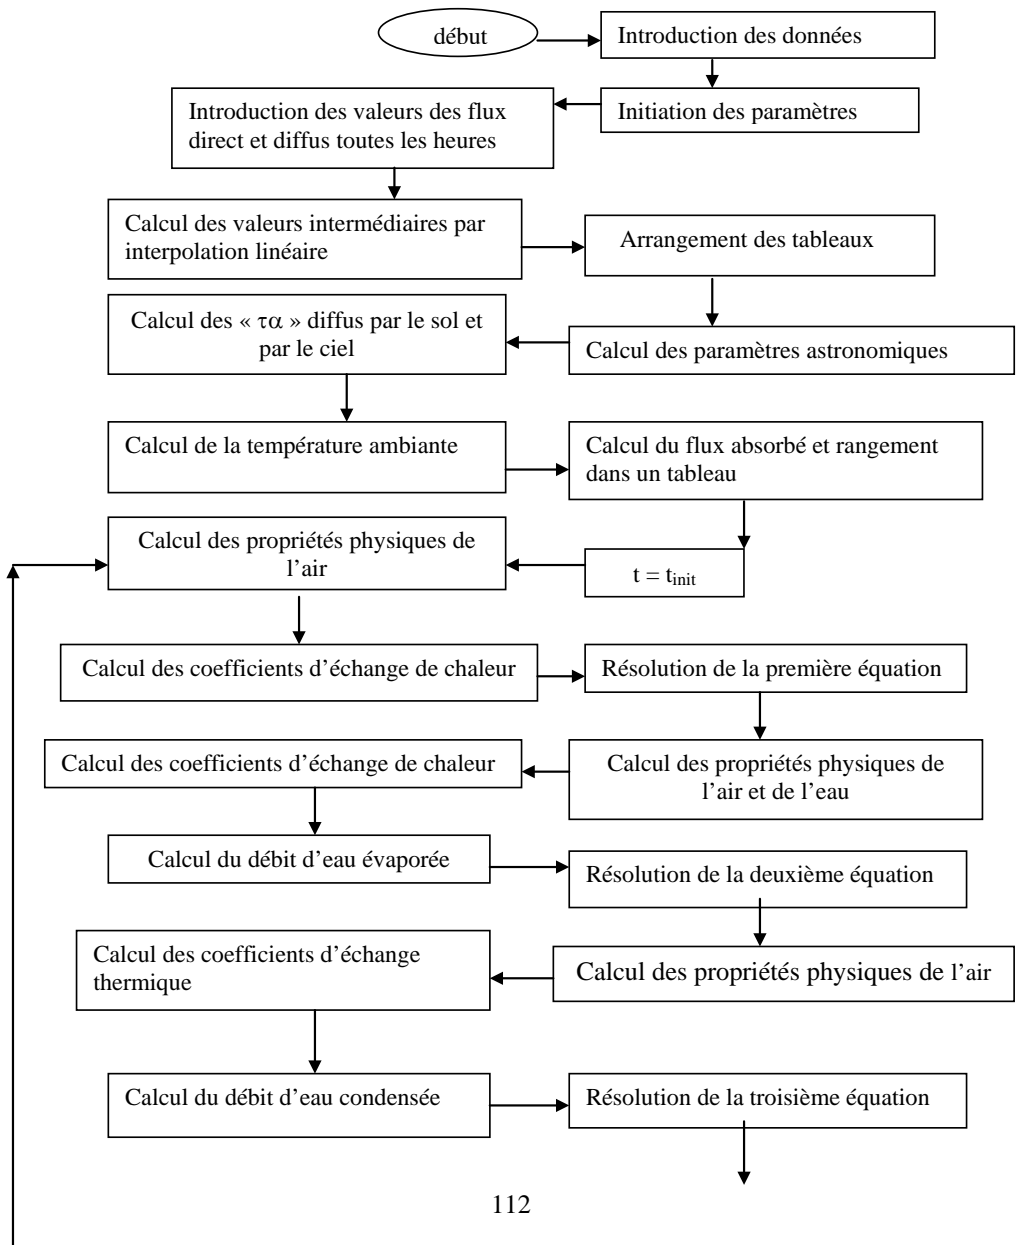 début
Introduction des données
Initiation des paramètres
Introduction des valeurs des flux
direct et diffus toutes les heures
Calcul des valeurs intermédiaires par
interpolation linéaire
Arrangement des tableaux
Calcul des paramètres astronomiques
Calcul des « τα » diffus par le sol et
par le ciel
Calcul de la température ambiante
Calcul du flux absorbé et rangement
dans un tableau
t = tinit
Calcul des propriétés physiques de
l’air
Calcul des coefficients d’échange de chaleur
Résolution de la première équation
Calcul des propriétés physiques de
l’air et de l’eau
Calcul des coefficients d’échange de chaleur
Calcul du débit d’eau évaporée
Résolution de la deuxième équation
Calcul des propriétés physiques de l’air
Calcul des coefficients d’échange
thermique
Calcul du débit d’eau condensée
Résolution de la troisième équation
112